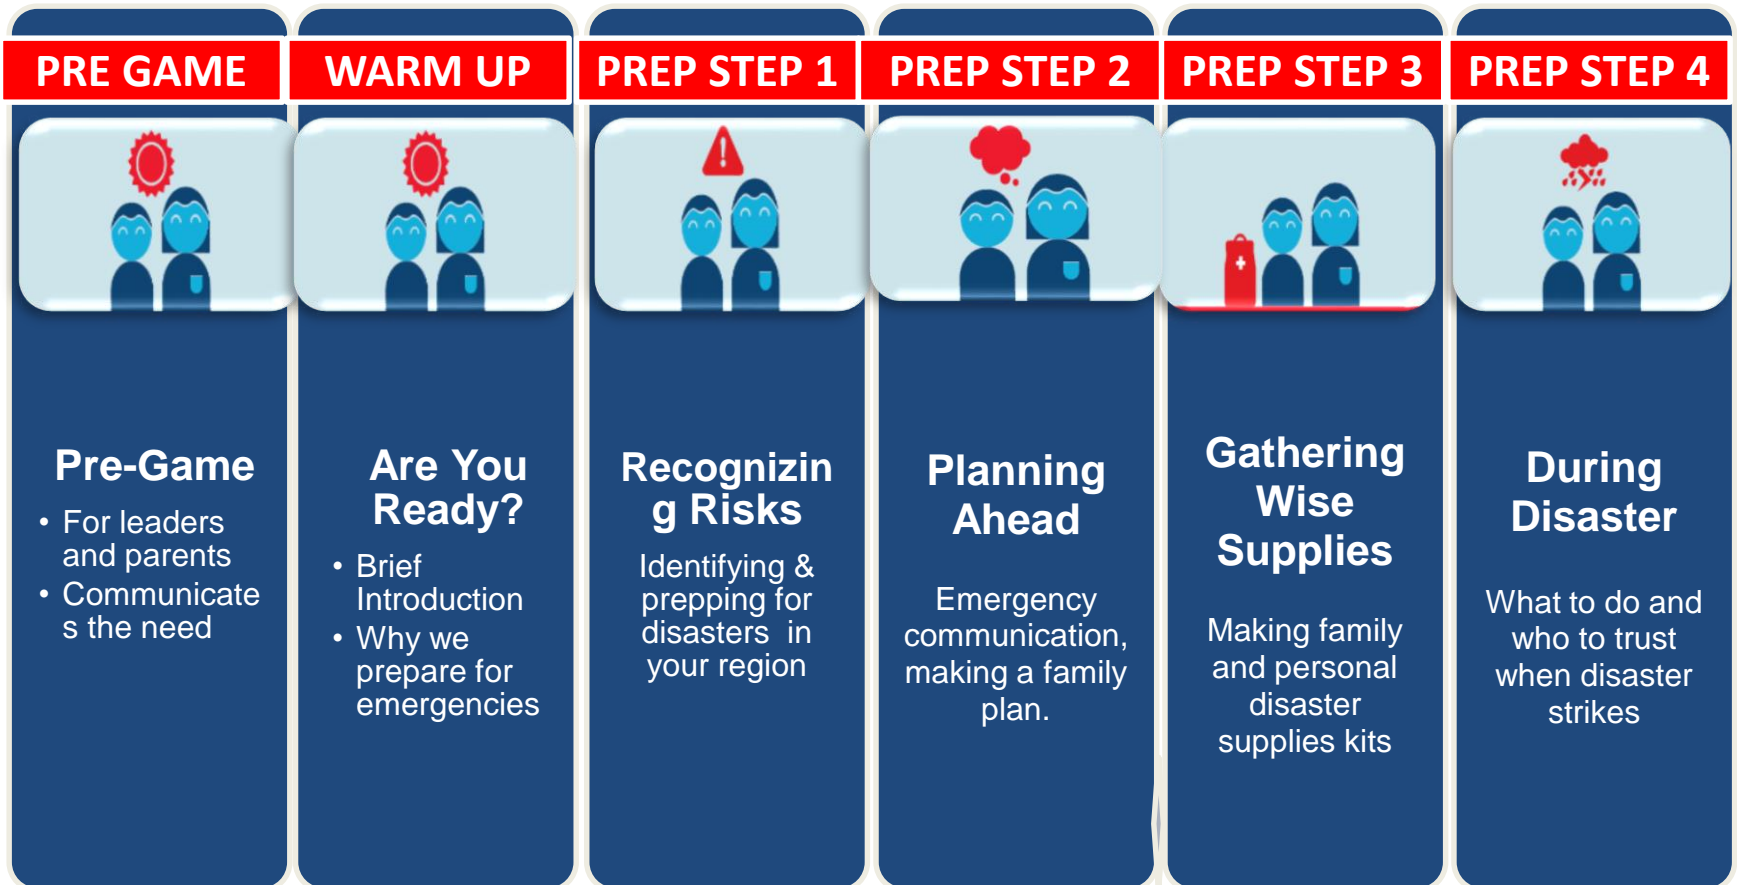 PRE GAME
Pre-Game
• For leaders
and parents
• Communicate
s the need
WARM UP
Are You
Ready?
• Brief
Introduction
• Why we
prepare for
emergencies
PREP STEP 1
Recognizin
g Risks
Identifying &
prepping for
disasters in
your region
PREP STEP 2
Planning
Ahead
Emergency
communication,
making a family
plan.
PREP STEP 3
Gathering
Wise
Supplies
Making family
and personal
disaster
supplies kits
PREP STEP 4
During
Disaster
What to do and
who to trust
when disaster
strikes